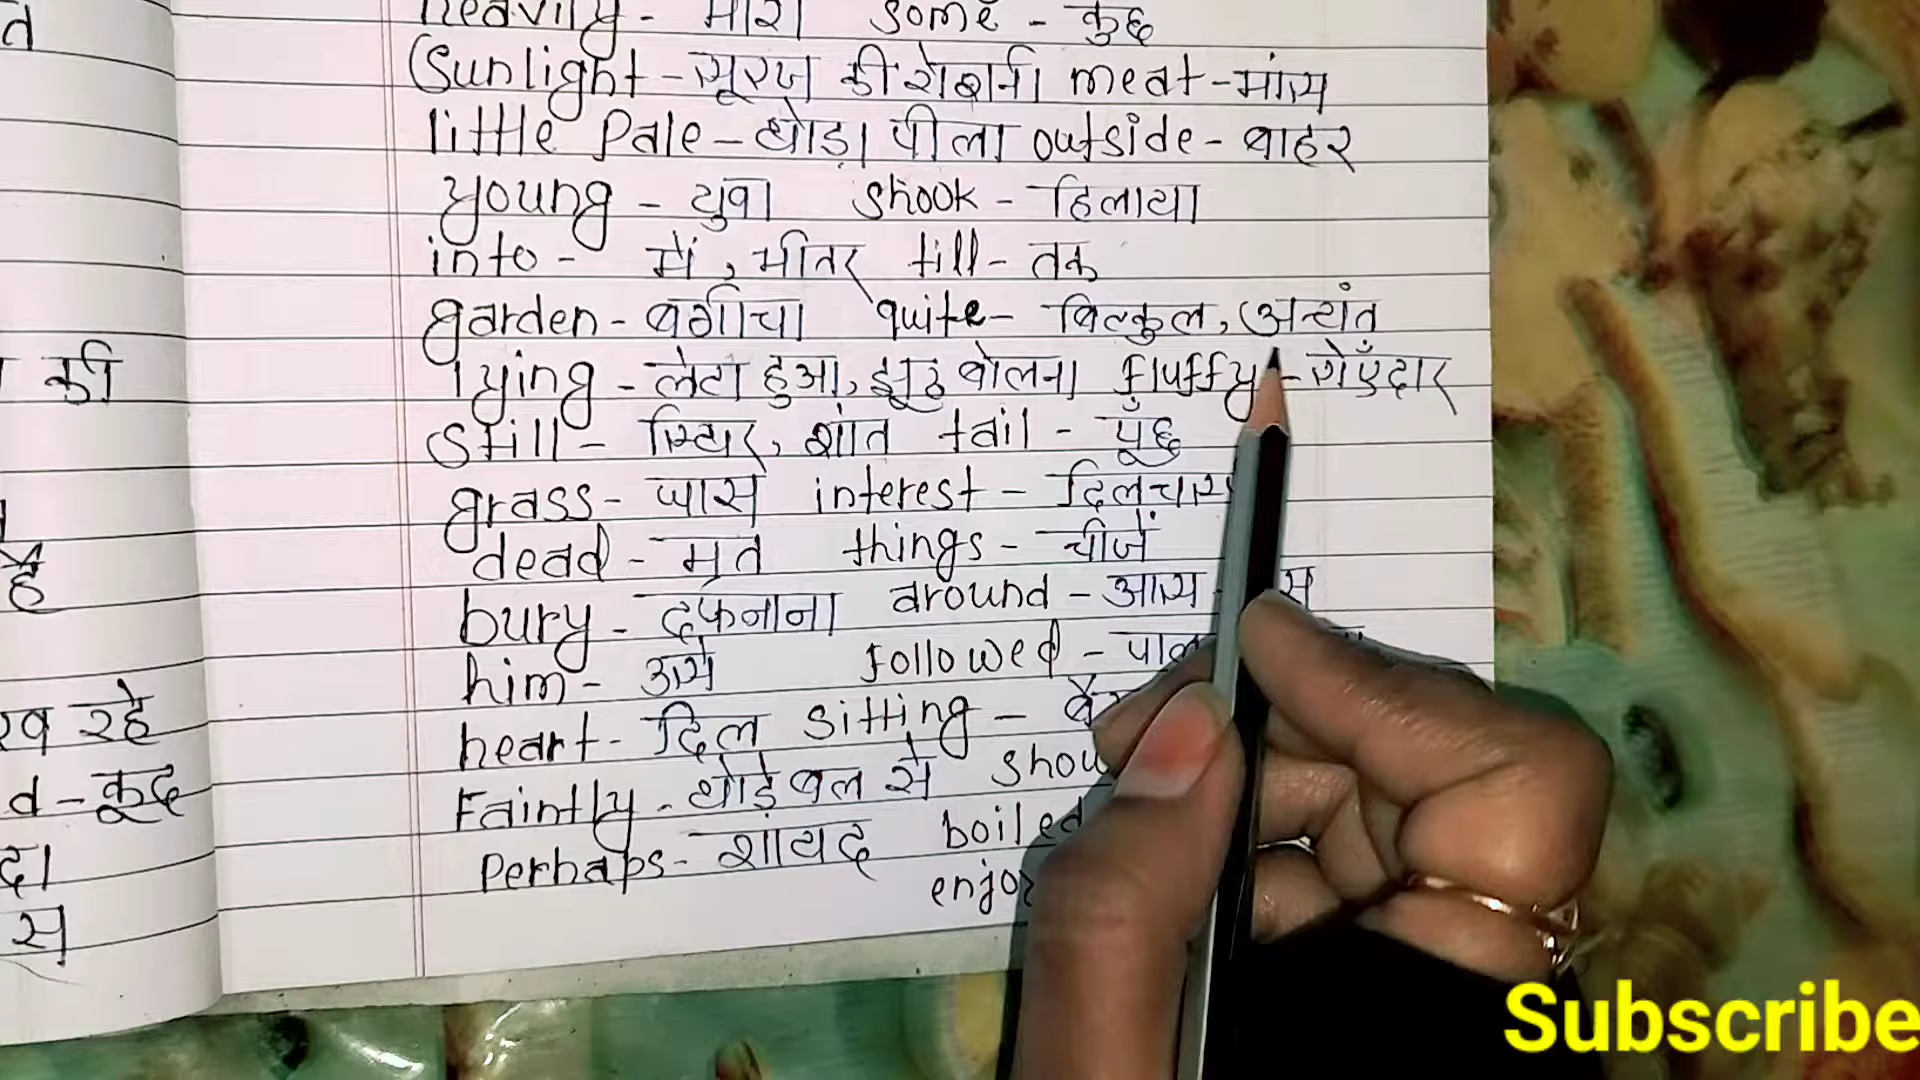 त
heavily - भारी some - कुछ
Sunlight - सूरज की रोशनी meat - मांस
little Pale - थोड़ा पीला outside - बाहर
young - युवा shook - हिलाया
into - में, भीतर till - तक
garden - बगीचा quite - बिल्कुल, अत्यंत
की lying - लेटा हुआ, झूठ बोलना fluffy - रोएँदार
Still - स्थिर, शांत tail - पूँछ
grass - घास interest - दिलचस्
dead - मृत things - चीजें
है bury - दफनाना around - आस स
him - उसे followed - पाल
रहे heart - दिल sitting -
d - कूद Faintly - थोड़े बल से show
Perhaps - शायद boiled
स enjo
Subscribe